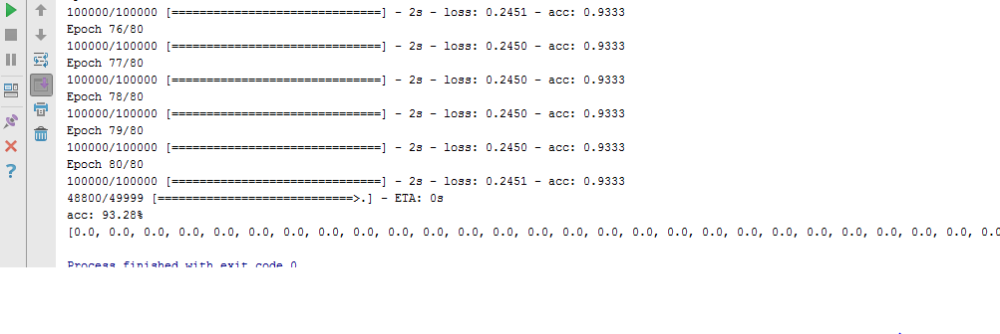 100000/100000 [==============================] - 2s - loss: 0.2451 - acc: 0.9333
Epoch 76/80
100000/100000 [==============================] - 2s - loss: 0.2450 - acc: 0.9333
Epoch 77/80
100000/100000 [==============================] - 2s - loss: 0.2450 - acc: 0.9333
Epoch 78/80
100000/100000 [==============================] - 2s - loss: 0.2450 - acc: 0.9333
Epoch 79/80
100000/100000 [==============================] - 2s - loss: 0.2450 - acc: 0.9333
Epoch 80/80
100000/100000 [==============================] - 2s - loss: 0.2451 - acc: 0.9333
48800/49999 [============================>.] - ETA: 0s
acc: 93.28%
[0.0, 0.0, 0.0, 0.0, 0.0, 0.0, 0.0, 0.0, 0.0, 0.0, 0.0, 0.0, 0.0, 0.0, 0.0, 0.0, 0.0, 0.0, 0.0, 0.0, 0.0, 0.0, 0.0, 0.0, 0.0, 0.0, 0.0
Process finished with exit code 0